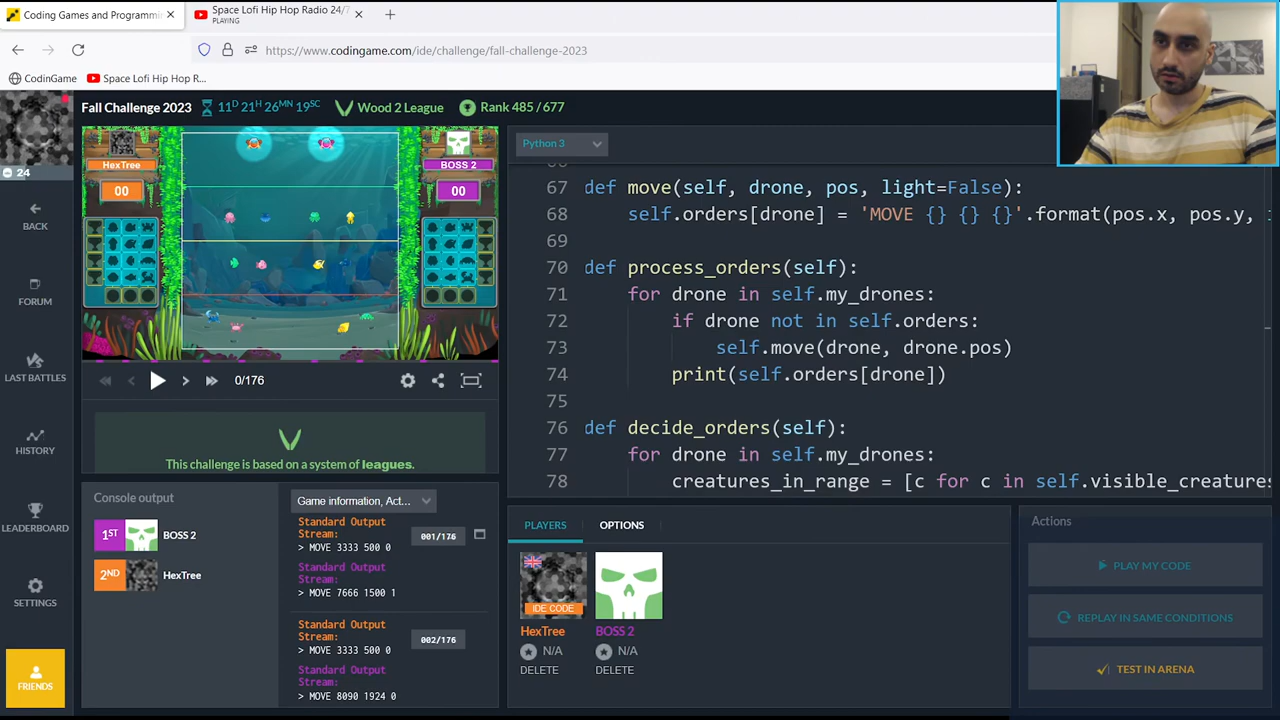 Coding Games and Programmi
Space Lofi Hip Hop Radio 24/7
PLAYING
https://www.codingame.com/ide/challenge/fall-challenge-2023
CodinGame
Space Lofi Hip Hop R...
Fall Challenge 2023
11D 21H 26MN 19SC
Wood 2 League
Rank 485 / 677
24
BACK
FORUM
LAST BATTLES
HISTORY
LEADERBOARD
SETTINGS
FRIENDS
HexTree
00
BOSS 2
00
0/176
This challenge is based on a system of leagues.
Python 3
66
67 def move(self, drone, pos, light=False):
68 self.orders[drone] = 'MOVE {} {} {}'.format(pos.x, pos.y,
69
70 def process_orders(self):
71 for drone in self.my_drones:
72 if drone not in self.orders:
73 self.move(drone, drone.pos)
74 print(self.orders[drone])
75
76 def decide_orders(self):
77 for drone in self.my_drones:
78 creatures_in_range = [c for c in self.visible_creatures
Console output
1ST BOSS 2
2ND HexTree
Game information, Act...
Standard Output
Stream:
> MOVE 3333 500 0
001/176
Standard Output
Stream:
> MOVE 7666 1500 1
Standard Output
Stream:
> MOVE 3333 500 0
002/176
Standard Output
Stream:
> MOVE 8090 1924 0
PLAYERS
OPTIONS
IDE CODE
HexTree
N/A
DELETE
BOSS 2
N/A
DELETE
Actions
PLAY MY CODE
REPLAY IN SAME CONDITIONS
TEST IN ARENA